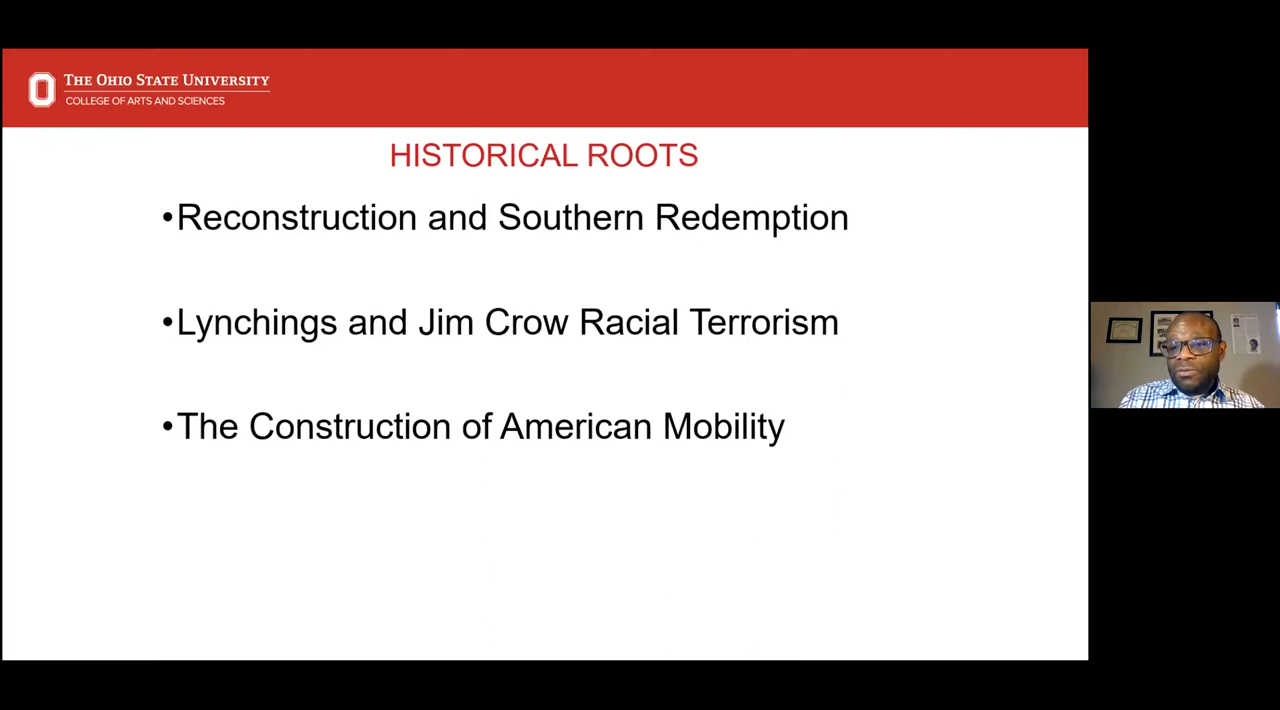 THE OHIO STATE UNIVERSITY
COLLEGE OF ARTS AND SCIENCES
HISTORICAL ROOTS
•Reconstruction and Southern Redemption
•Lynchings and Jim Crow Racial Terrorism
•The Construction of American Mobility